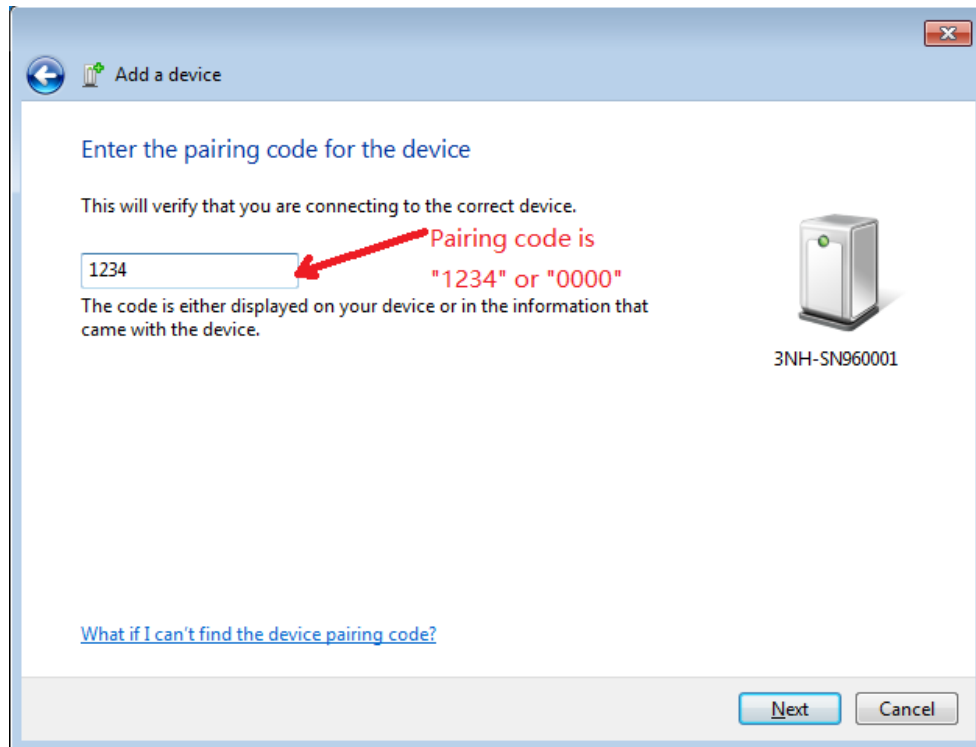 Add a device
Enter the pairing code for the device
This will verify that you are connecting to the correct device.
Pairing code is
"1234" or "0000"
1234
The code is either displayed on your device or in the information that
came with the device.
3NH-SN960001
What if I can't find the device pairing code?
Next
Cancel